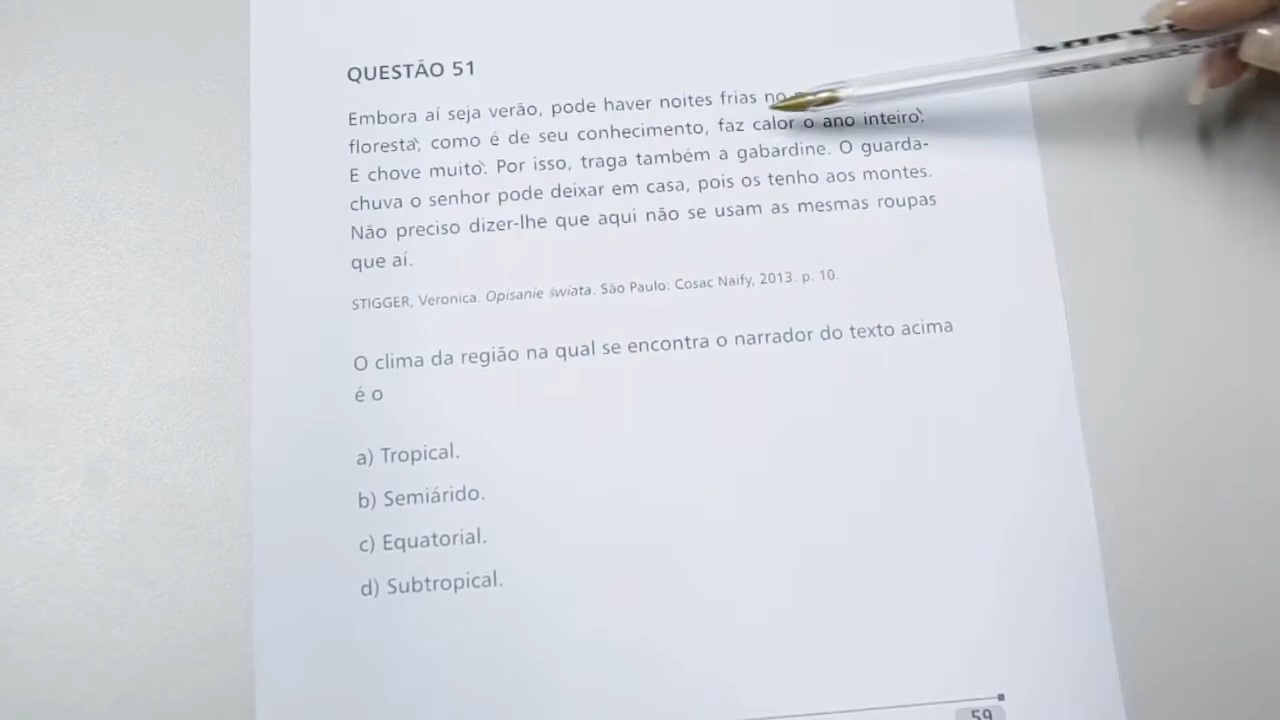 QUESTÃO 51
Embora aí seja verão, pode haver noites frias no
floresta, como é de seu conhecimento, faz calor o ano inteiro.
E chove muito. Por isso, traga também a gabardine. O guarda-
chuva o senhor pode deixar em casa, pois os tenho aos montes.
Não preciso dizer-lhe que aqui não se usam as mesmas roupas
que aí.
STIGGER, Veronica. Opisanie świata. São Paulo: Cosac Naify, 2013. p. 10.
O clima da região na qual se encontra o narrador do texto acima
é o
a) Tropical.
b) Semiárido.
c) Equatorial.
d) Subtropical.
59